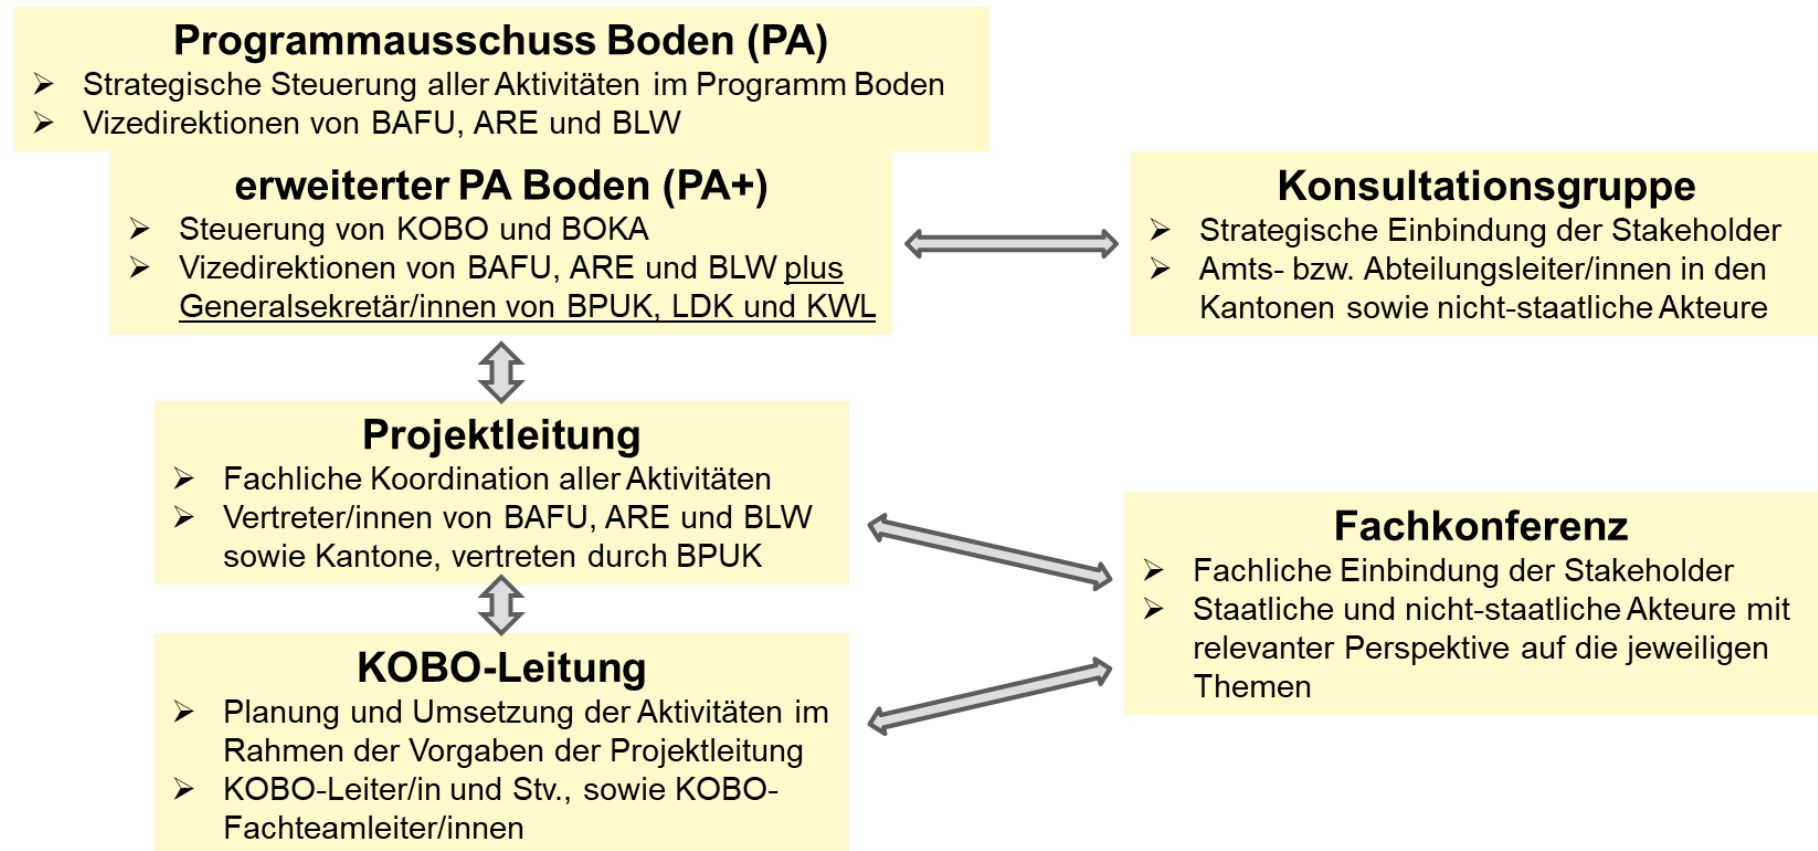 Programmausschuss Boden (PA)
➢ Strategische Steuerung aller Aktivitäten im Programm Boden
➢ Vizedirektionen von BAFU, ARE und BLW
erweiterter PA Boden (PA+)
➢ Steuerung von KOBO und BOKA
➢ Vizedirektionen von BAFU, ARE und BLW plus
Generalsekretär/innen von BPUK, LDK und KWL
Konsultationsgruppe
➢ Strategische Einbindung der Stakeholder
➢ Amts- bzw. Abteilungsleiter/innen in den
Kantonen sowie nicht-staatliche Akteure
Projektleitung
➢ Fachliche Koordination aller Aktivitäten
➢ Vertreter/innen von BAFU, ARE und BLW
sowie Kantone, vertreten durch BPUK
Fachkonferenz
➢ Fachliche Einbindung der Stakeholder
➢ Staatliche und nicht-staatliche Akteure mit
relevanter Perspektive auf die jeweiligen
Themen
KOBO-Leitung
➢ Planung und Umsetzung der Aktivitäten im
Rahmen der Vorgaben der Projektleitung
➢ KOBO-Leiter/in und Stv., sowie KOBO-
Fachteamleiter/innen